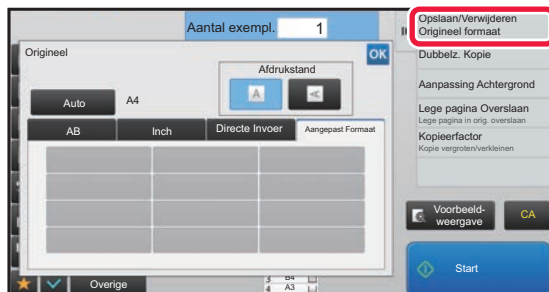 Aantal exempl. 1
Opslaan/Verwijderen
Origineel formaat
Origineel
OK
Dubbelz. Kopie
Afdrukstand
A A
Aanpassing Achtergrond
Auto A4
Lege pagina Overslaan
Lege pagina in orig. overslaan
AB Inch Directe Invoer Aangepast Formaat
Kopieerfactor
Kopie vergroten/verkleinen
Voorbeeld-
weergave
CA
Start
Overige
3 B4
4 A3